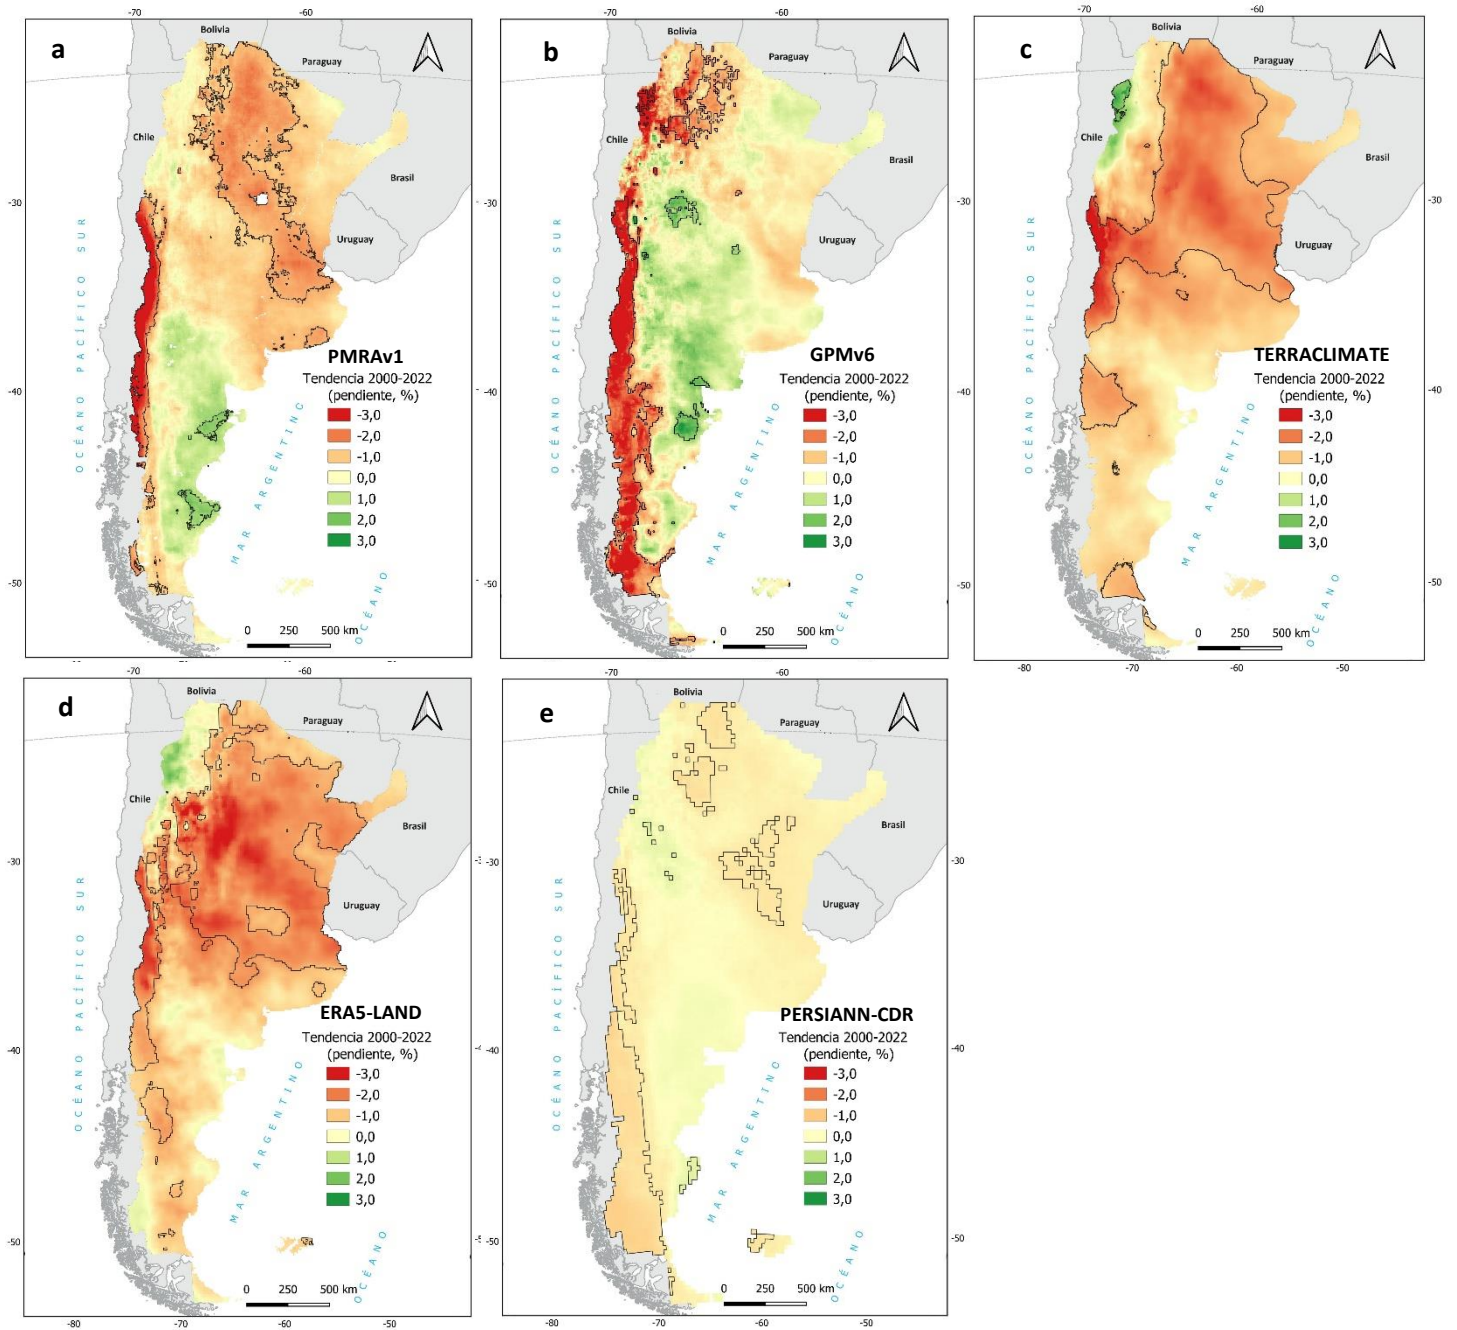 -70
-60
a
Bolivia
Paraguay
Chile
Brasil
Uruguay
-30
-40
-50
OCÉANO PACÍFICO SUR
MAR ARGENTINO
OCÉANO
PMRAv1
Tendencia 2000-2022
(pendiente, %)
-3,0
-2,0
-1,0
0,0
1,0
2,0
3,0
0 250 500 km
-70
-60
b
Bolivia
Paraguay
Chile
Brasil
Uruguay
-30
-40
-50
OCÉANO PACÍFICO SUR
MAR ARGENTINO
OCÉANO
GPMv6
Tendencia 2000-2022
(pendiente, %)
-3,0
-2,0
-1,0
0,0
1,0
2,0
3,0
0 250 500 km
-70
-60
c
Bolivia
Paraguay
Chile
Brasil
Uruguay
-30
-30
-40
-40
-50
-50
OCÉANO PACÍFICO SUR
MAR ARGENTINO
OCÉANO
TERRACLIMATE
Tendencia 2000-2022
(pendiente, %)
-3,0
-2,0
-1,0
0,0
1,0
2,0
3,0
0 250 500 km
-80
-70
-60
-50
d
Bolivia
Paraguay
Chile
Brasil
Uruguay
-30
-40
-50
OCÉANO PACÍFICO SUR
MAR ARGENTINO
OCÉANO
ERA5-LAND
Tendencia 2000-2022
(pendiente, %)
-3,0
-2,0
-1,0
0,0
1,0
2,0
3,0
0 250 500 km
-80
-70
-60
-50
-70
-60
e
Bolivia
Paraguay
Chile
Brasil
Uruguay
-30
-30
-40
-40
-50
-50
OCÉANO PACÍFICO SUR
MAR ARGENTINO
OCÉANO
PERSIANN-CDR
Tendencia 2000-2022
(pendiente, %)
-3,0
-2,0
-1,0
0,0
1,0
2,0
3,0
0 250 500 km
-80
-70
-60
-50